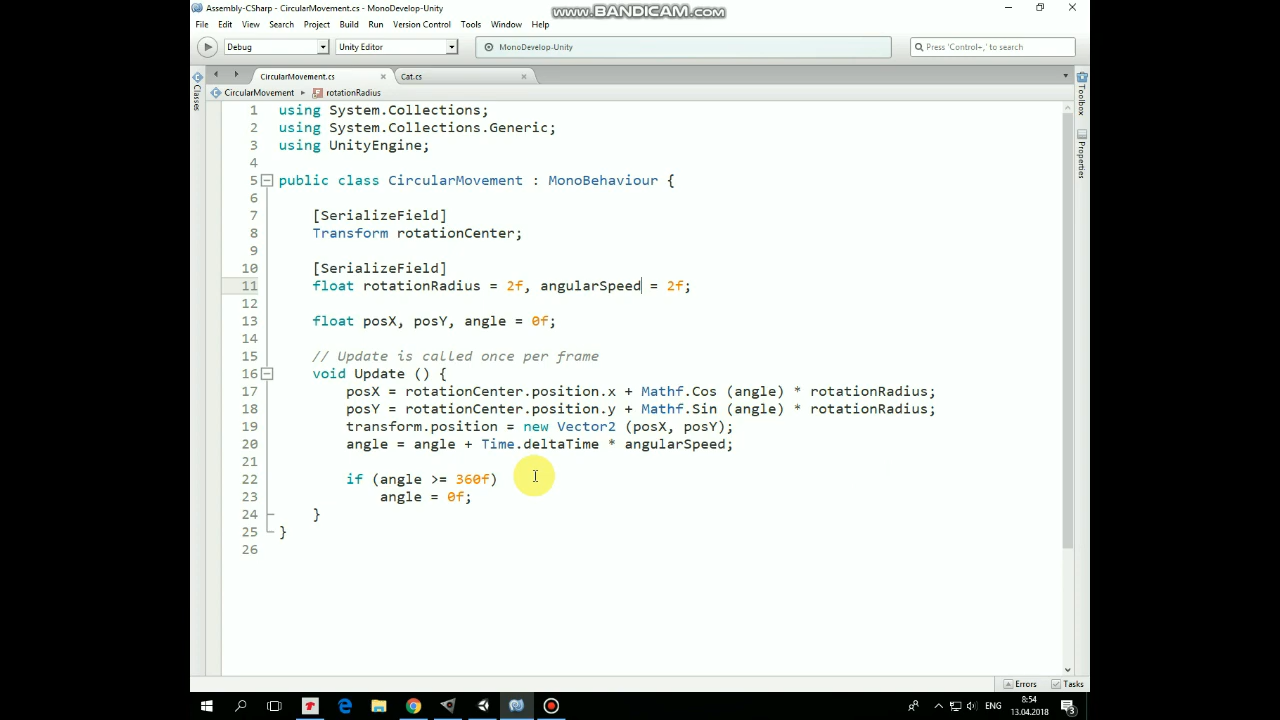 Assembly-CSharp - CircularMovement.cs - MonoDevelop-Unity
www.BANDICAM.com
File Edit View Search Project Build Run Version Control Tools Window Help
Debug Unity Editor MonoDevelop-Unity Press 'Control+,' to search
CircularMovement.cs Cat.cs
CircularMovement rotationRadius
Classes
Toolbox
Properties
1 using System.Collections;
2 using System.Collections.Generic;
3 using UnityEngine;
4
5 public class CircularMovement : MonoBehaviour {
6
7 [SerializeField]
8 Transform rotationCenter;
9
10 [SerializeField]
11 float rotationRadius = 2f, angularSpeed = 2f;
12
13 float posX, posY, angle = 0f;
14
15 // Update is called once per frame
16 void Update () {
17 posX = rotationCenter.position.x + Mathf.Cos (angle) * rotationRadius;
18 posY = rotationCenter.position.y + Mathf.Sin (angle) * rotationRadius;
19 transform.position = new Vector2 (posX, posY);
20 angle = angle + Time.deltaTime * angularSpeed;
21
22 if (angle >= 360f)
23 angle = 0f;
24 }
25 }
26
Errors Tasks
ENG
8:54
13.04.2018
3